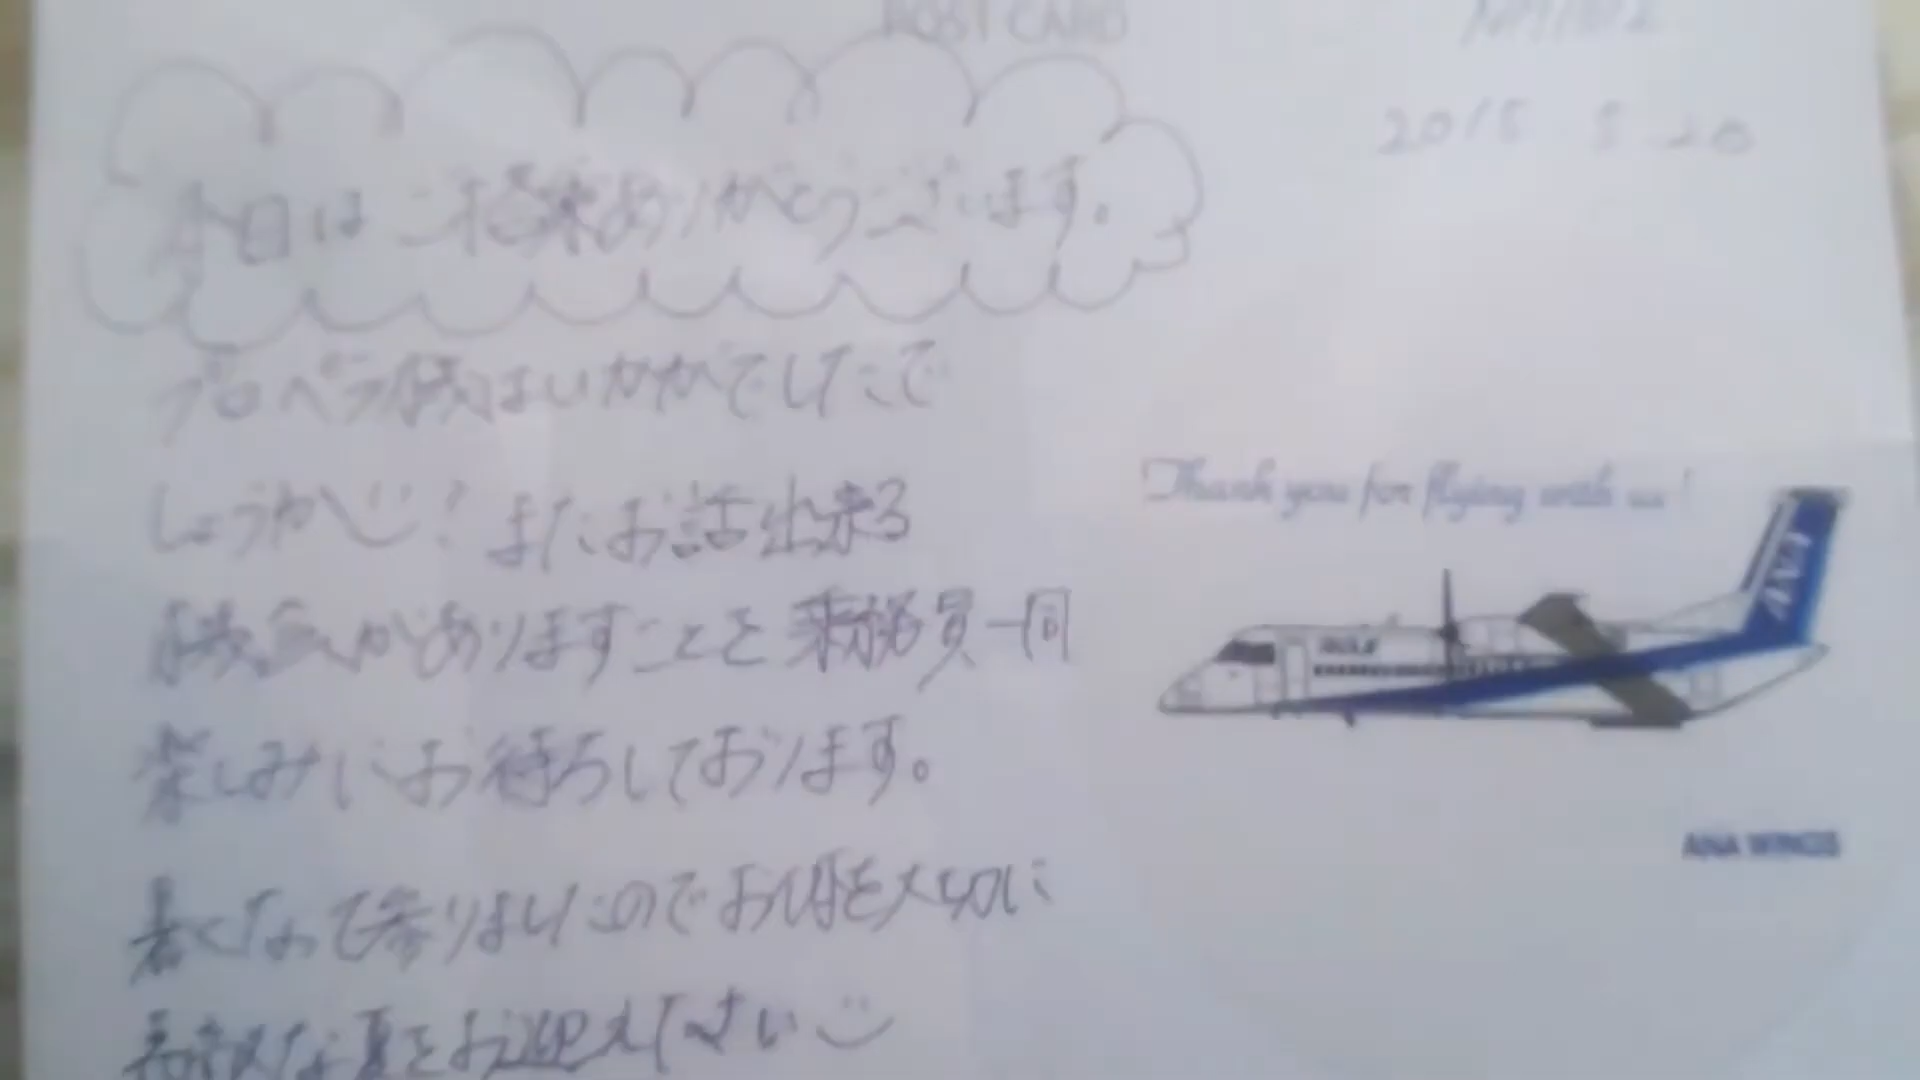 POST CARD
2015 5 20
今日はご搭乗ありがとうございます。
プロペラ機はいかがでしたで
しょうか ? またお話出来る
機会がありますことを乗務員一同
楽しみにお待ちしております。
暑くなって参りましたのでお身体を大切に
素敵な夏をお迎え下さい
Thank you for flying with us!
ANA
ANA WINGS